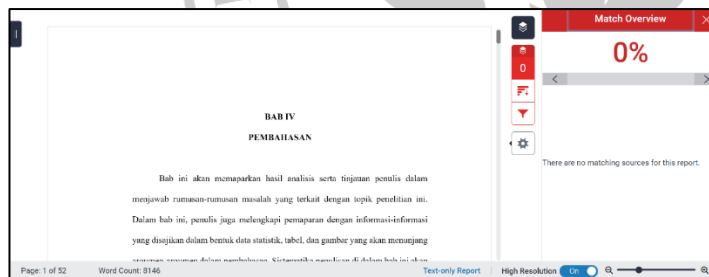 Match Overview
0%
0
There are no matching sources for this report.
BAB IV
PEMBAHASAN
Bab ini akan memaparkan hasil analisis serta tinjauan penulis dalam
menjawab rumusan-rumusan masalah yang terkait dengan topik penelitian ini.
Dalam bab ini, penulis juga melengkapi pemaparan dengan informasi-informasi
yang disajikan dalam bentuk data statistik, tabel, dan gambar yang akan menunjang
Page: 1 of 52
Word Count: 8146
Text-only Report
High Resolution
On